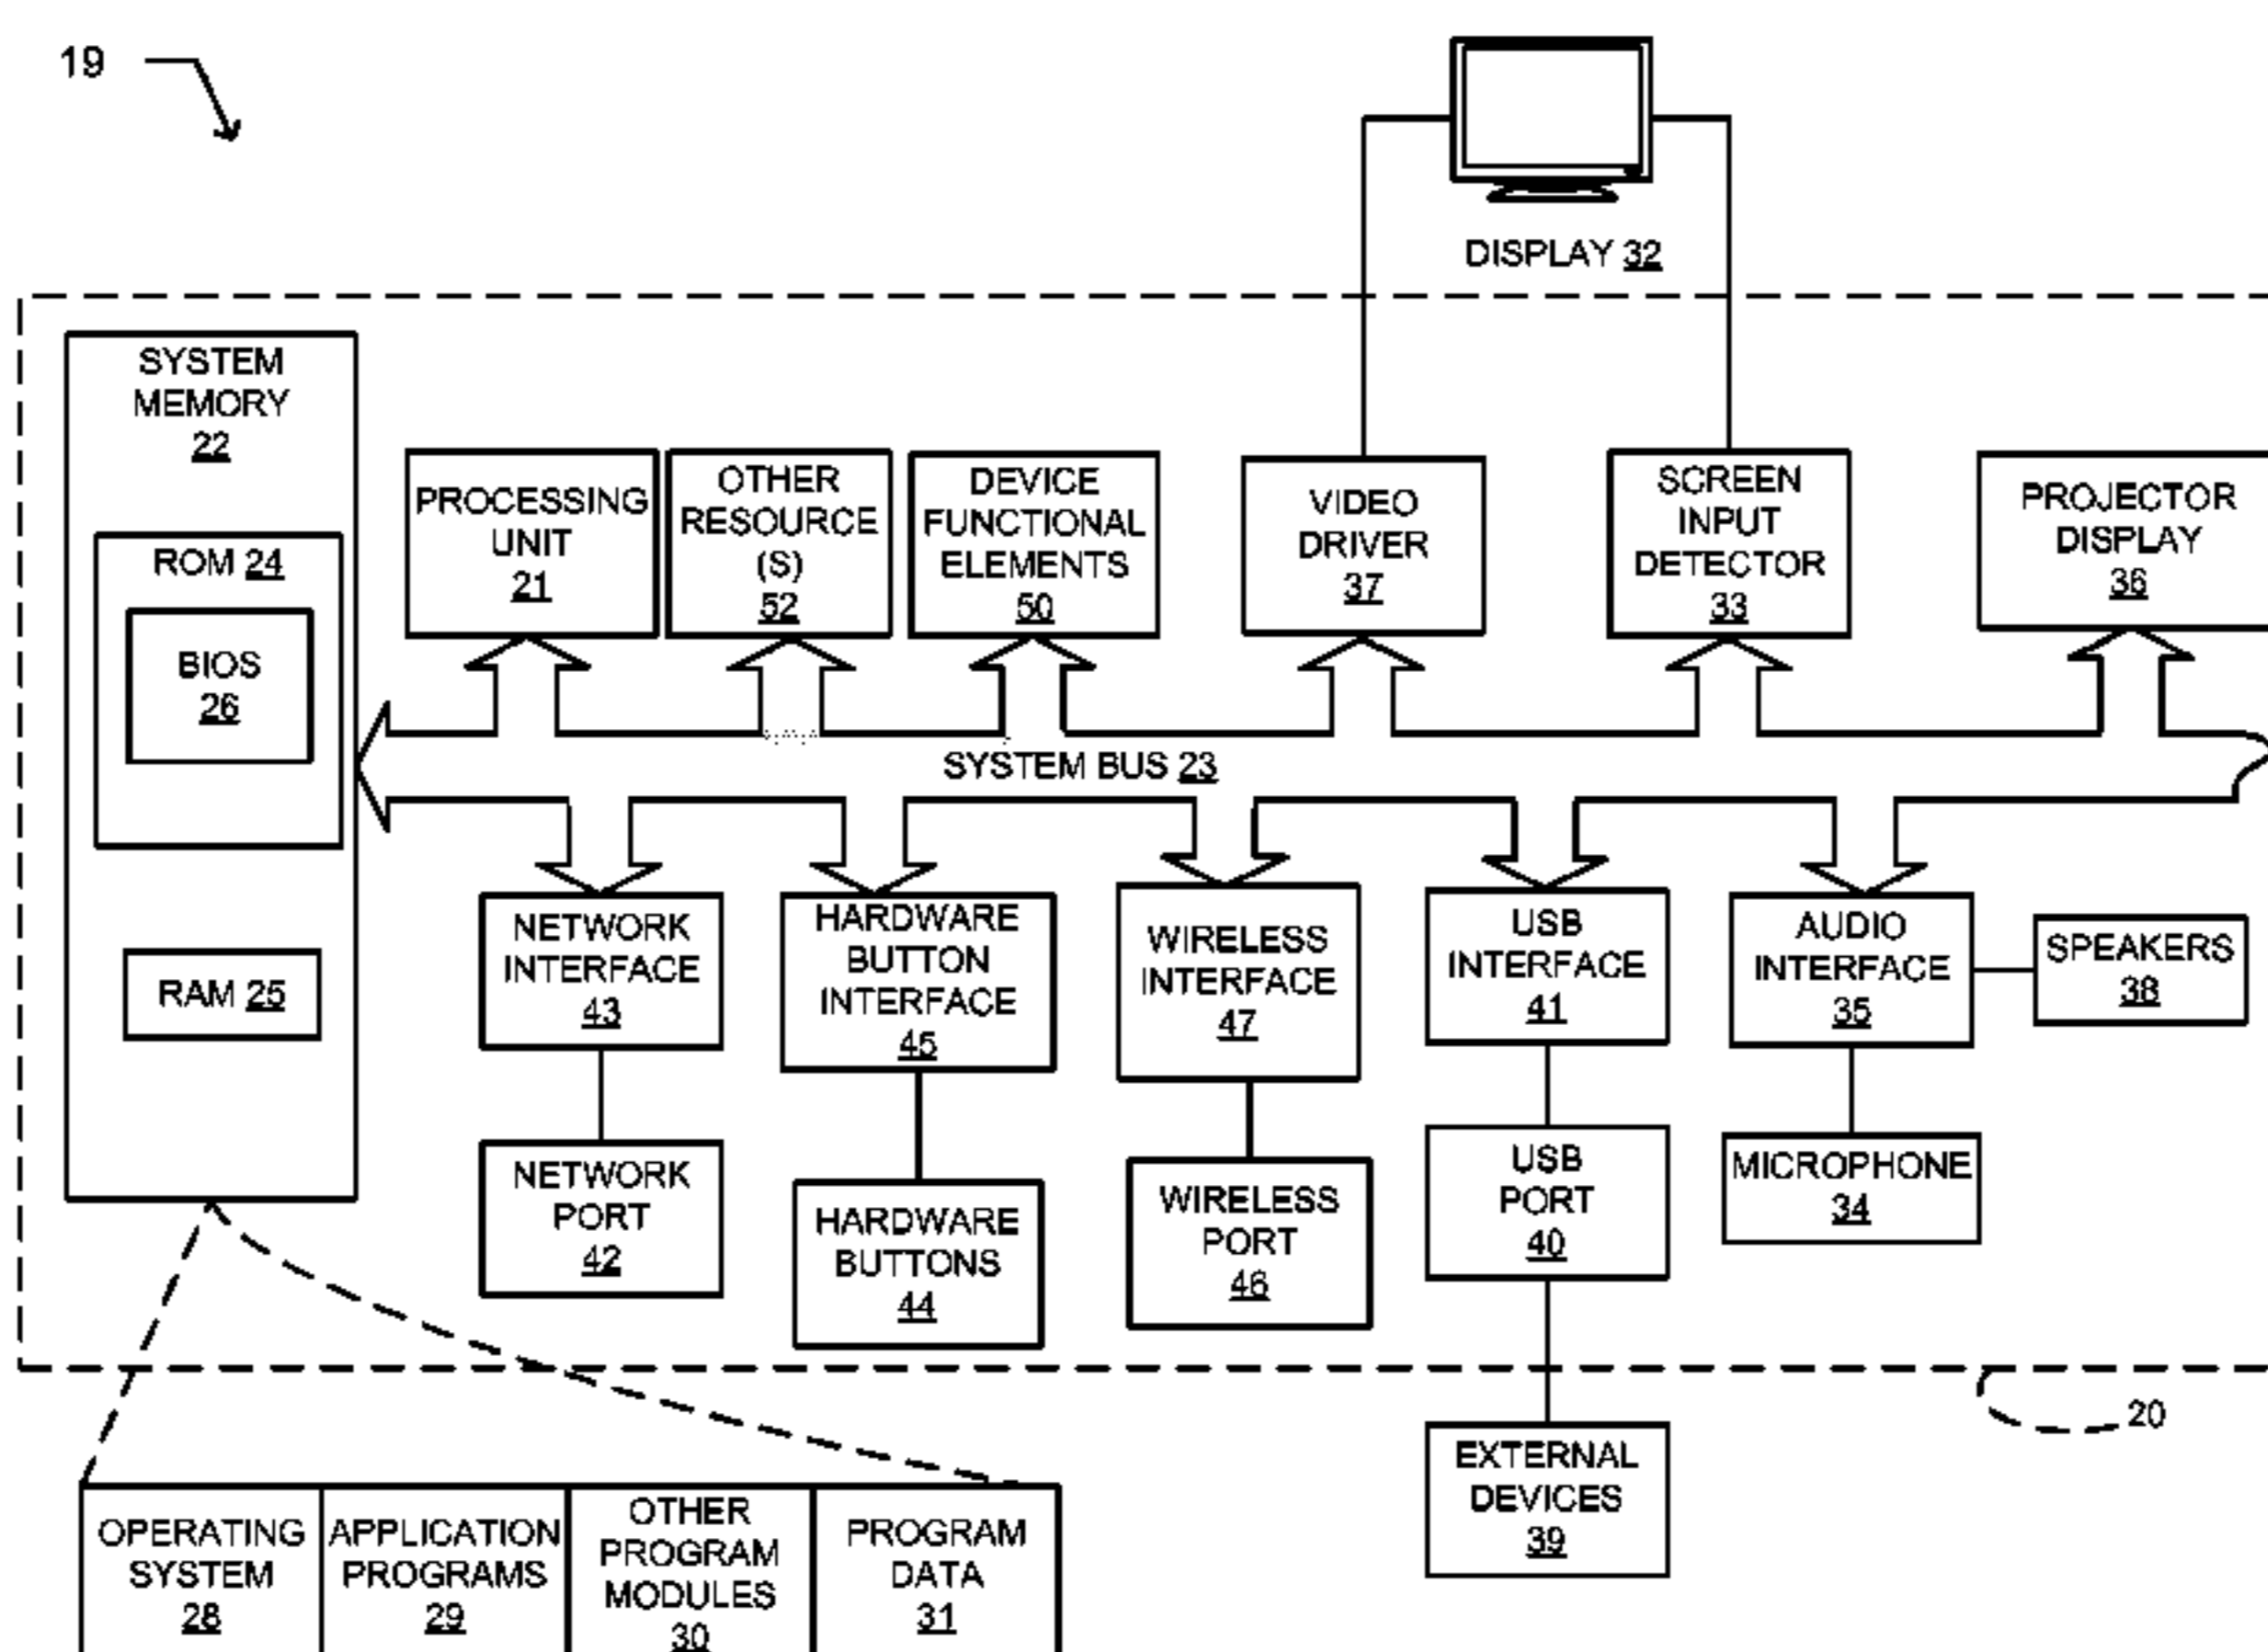 19
DISPLAY 32
SYSTEM
MEMORY
22
ROM 24
BIOS
26
RAM 25
PROCESSING
UNIT
21
OTHER
RESOURCE
(S)
52
DEVICE
FUNCTIONAL
ELEMENTS
50
VIDEO
DRIVER
37
SCREEN
INPUT
DETECTOR
33
PROJECTOR
DISPLAY
36
SYSTEM BUS 23
NETWORK
INTERFACE
43
HARDWARE
BUTTON
INTERFACE
45
WIRELESS
INTERFACE
47
USB
INTERFACE
41
AUDIO
INTERFACE
35
SPEAKERS
38
NETWORK
PORT
42
HARDWARE
BUTTONS
44
WIRELESS
PORT
46
USB
PORT
40
MICROPHONE
34
20
EXTERNAL
DEVICES
39
OPERATING
SYSTEM
28
APPLICATION
PROGRAMS
29
OTHER
PROGRAM
MODULES
30
PROGRAM
DATA
31